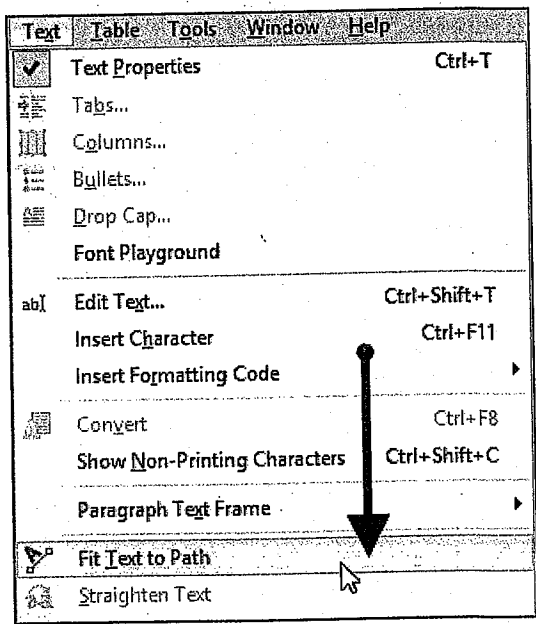 Text Table Tools Window Help
Text Properties Ctrl+T
Tabs...
Columns...
Bullets...
Drop Cap...
Font Playground
ab Edit Text... Ctrl+Shift+T
Insert Character Ctrl+F11
Insert Formatting Code
Convert Ctrl+F8
Show Non-Printing Characters Ctrl+Shift+C
Paragraph Text Frame
Fit Text to Path
Straighten Text